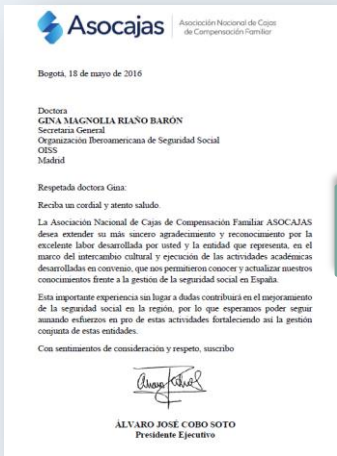 Asocajas
Asociación Nacional de Cajas
de Compensación Familiar
Bogotá, 18 de mayo de 2016
Doctora
GINA MAGNOLIA RIAÑO BARÓN
Secretaria General
Organización Iberoamericana de Seguridad Social
OISS
Madrid
Respetada doctora Gina:
Reciba un cordial y atento saludo.
La Asociación Nacional de Cajas de Compensación Familiar ASOCAJAS
desea extender su más sincero agradecimiento y reconocimiento por la
excelente labor desarrollada por usted y la entidad que representa, en el
marco del intercambio cultural y ejecución de las actividades académicas
desarrolladas en convenio, que nos permitieron conocer y actualizar nuestros
conocimientos frente a la gestión de la seguridad social en España.
Esta importante experiencia sin lugar a dudas contribuirá en el mejoramiento
de la seguridad social en la región, por lo que esperamos poder seguir
aunando esfuerzos en pro de estas actividades fortaleciendo así la gestión
conjunta de estas entidades.
Con sentimientos de consideración y respeto, suscribo
ÁLVARO JOSÉ COBO SOTO
Presidente Ejecutivo